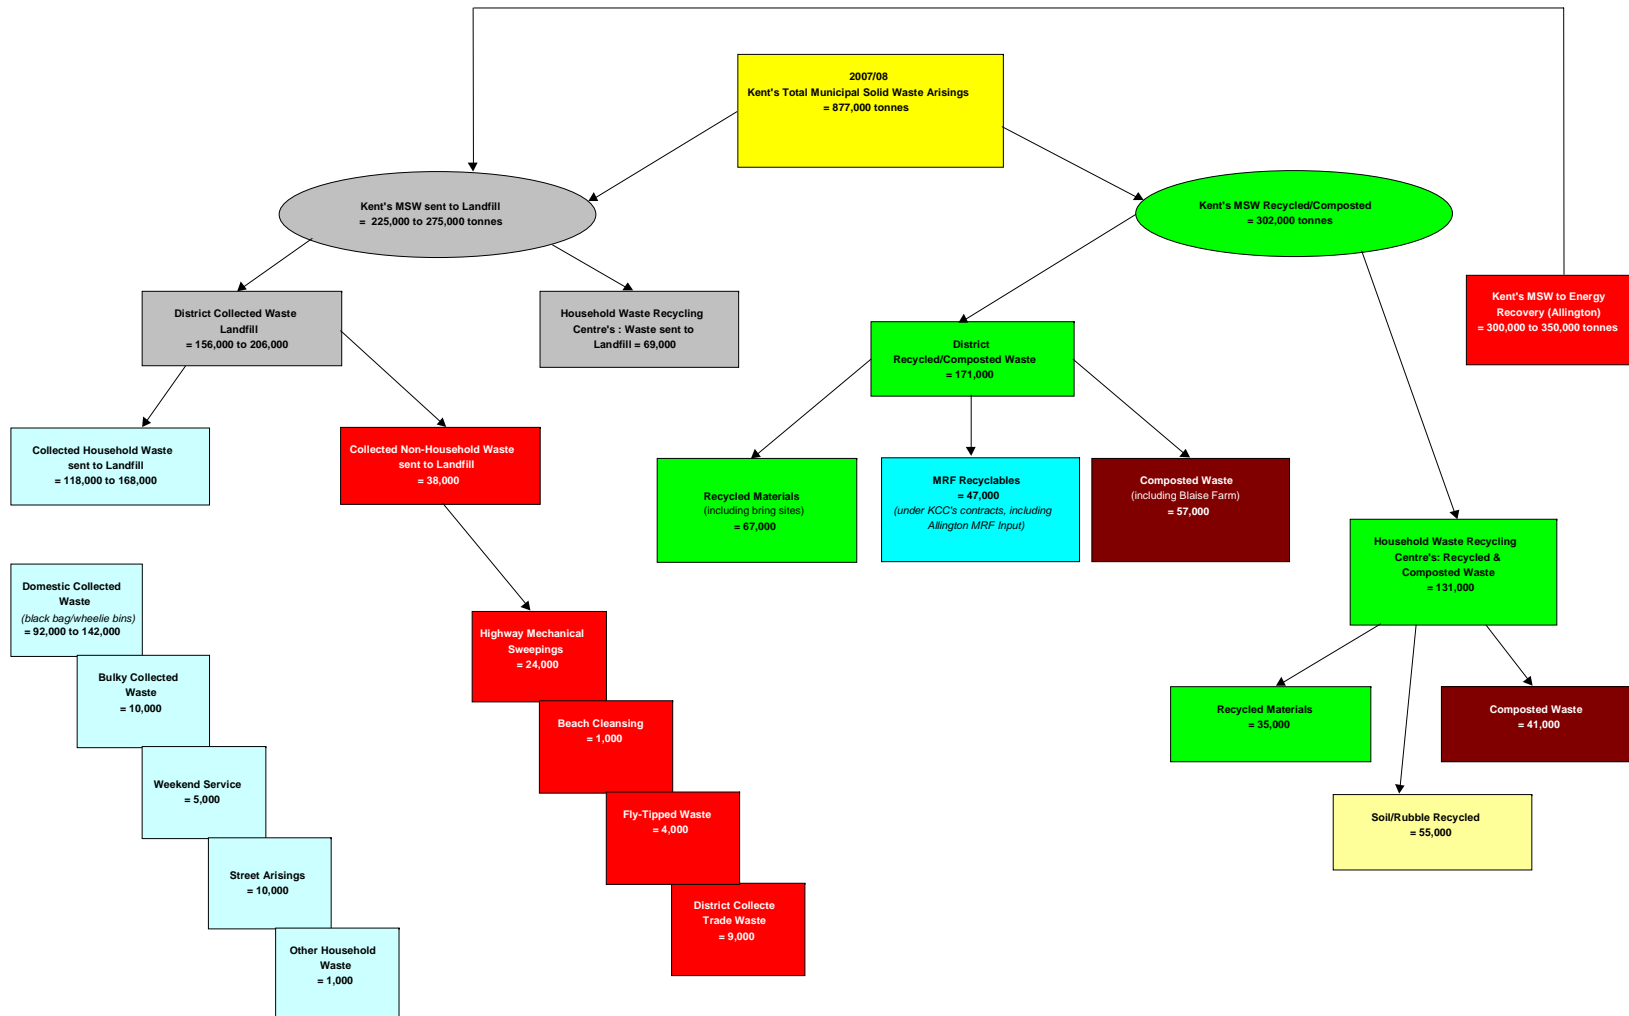 2007/08
Kent's Total Municipal Solid Waste Arisings
= 877,000 tonnes
Kent's MSW sent to Landfill
= 225,000 to 275,000 tonnes
Kent's MSW Recycled/Composted
= 302,000 tonnes
Kent's MSW to Energy
Recovery (Allington)
= 300,000 to 350,000 tonnes
District Collected Waste
Landfill
= 156,000 to 206,000
Household Waste Recycling
Centre's : Waste sent to
Landfill = 69,000
District
Recycled/Composted Waste
= 171,000
Collected Household Waste
sent to Landfill
= 118,000 to 168,000
Collected Non-Household Waste
sent to Landfill
= 38,000
Recycled Materials
(including bring sites)
= 67,000
MRF Recyclables
= 47,000
(under KCC's contracts, including
Allington MRF Input)
Composted Waste
(including Blaise Farm)
= 57,000
Household Waste Recycling
Centre's: Recycled &
Composted Waste
= 131,000
Domestic Collected
Waste
(black bag/wheelie bins)
= 92,000 to 142,000
Bulky Collected
Waste
= 10,000
Weekend Service
= 5,000
Street Arisings
= 10,000
Other Household
Waste
= 1,000
Highway Mechanical
Sweepings
= 24,000
Beach Cleansing
= 1,000
Fly-Tipped Waste
= 4,000
District Collecte
Trade Waste
= 9,000
Recycled Materials
= 35,000
Composted Waste
= 41,000
Soil/Rubble Recycled
= 55,000